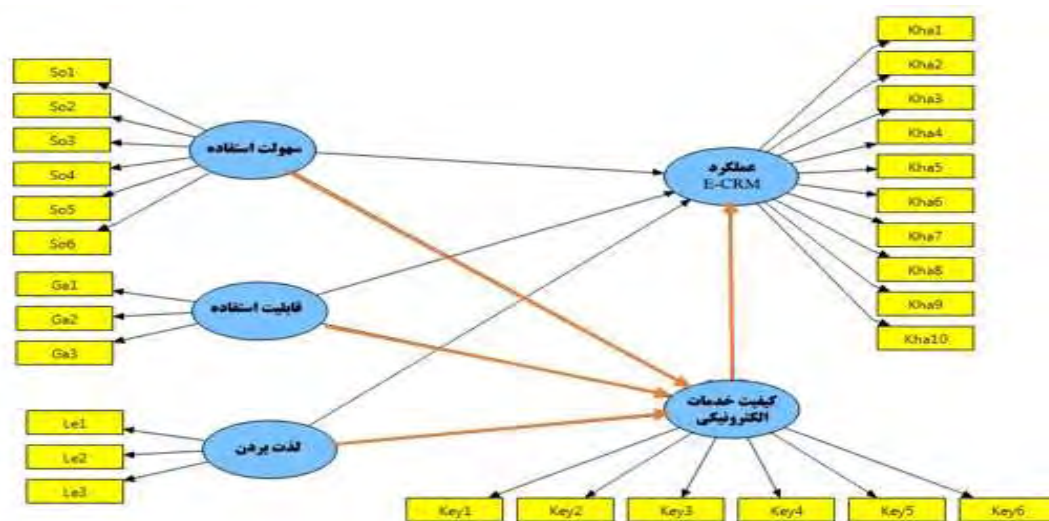 So1
So2
So3
So4
So5
So6
Ga1
Ga2
Ga3
Le1
Le2
Le3
سهولت استفاده
قابلیت استفاده
لذت بردن
عملکرد
E-CRM
کیفیت خدمات
الکترونیکی
Kha1
Kha2
Kha3
Kha4
Kha5
Kha6
Kha7
Kha8
Kha9
Kha10
Key1
Key2
Key3
Key4
Key5
Key6